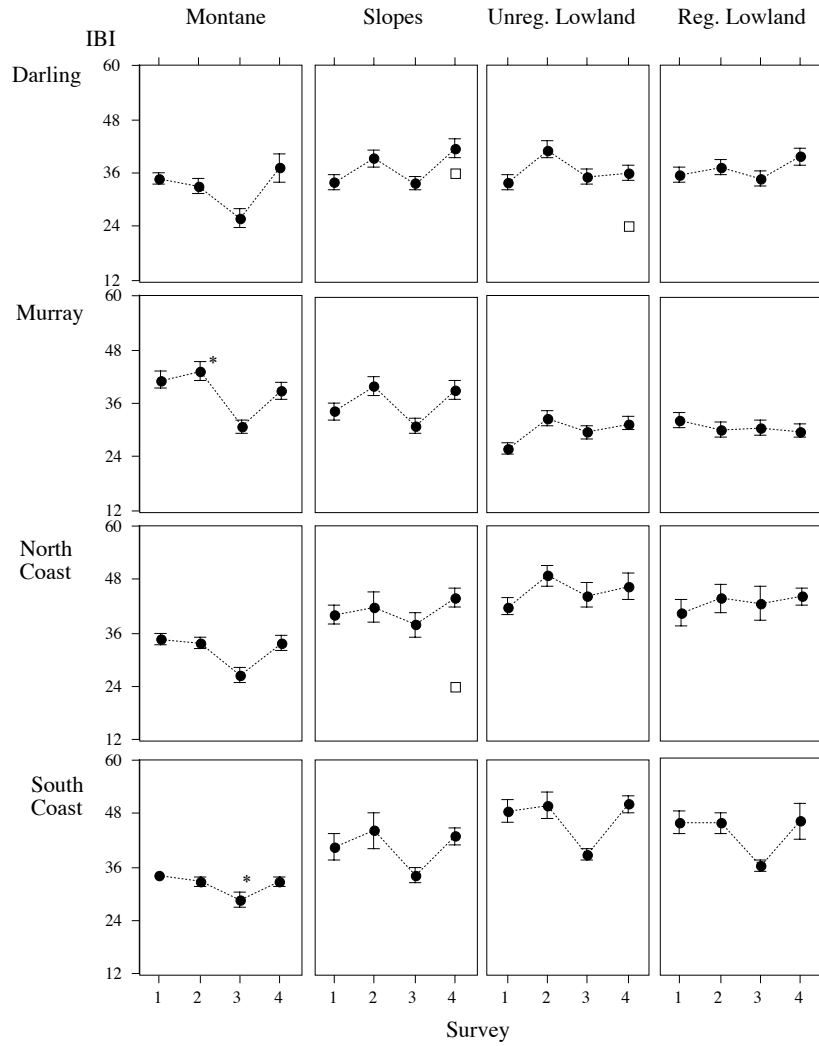 Montane Slopes Unreg. Lowland Reg. Lowland
IBI
Darling
60
48
36
24
12
Murray
60
48
*
36
24
12
North
Coast
60
48
36
24
12
South
Coast
60
48
36
*
24
12
1 2 3 4 1 2 3 4 1 2 3 4 1 2 3 4
Survey